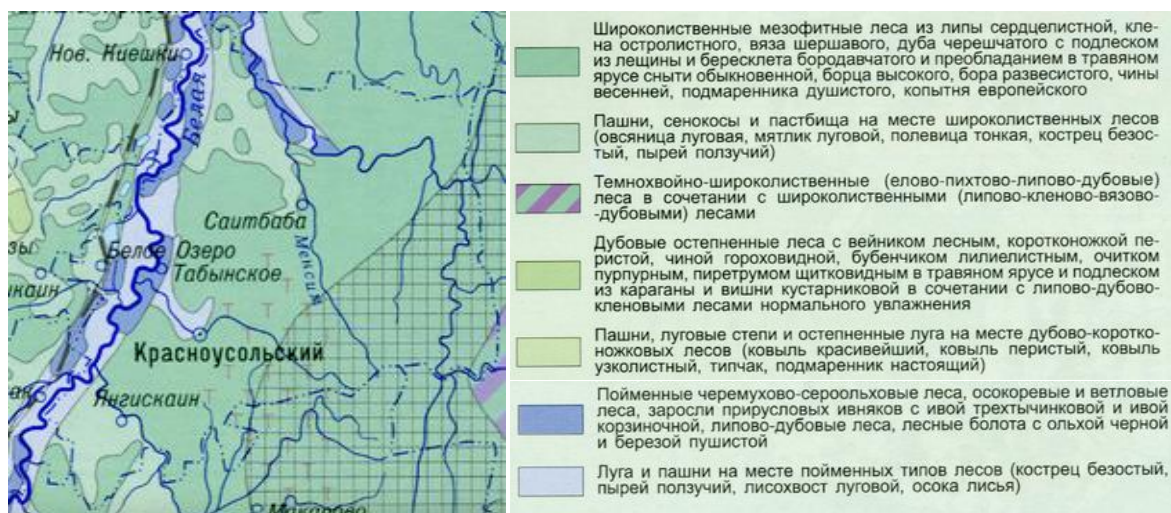 Нов. Киешки
Белая
Саитбаба
Белое Озеро
Табынское
Менсим
Красноусольский
Янгискаин
Макарово
Широколиственные мезофитные леса из липы сердцелистной, кле-
на остролистного, вяза шершавого, дуба черешчатого с подлеском
из лещины и бересклета бородавчатого и преобладанием в травяном
ярусе сныти обыкновенной, борца высокого, бора развесистого, чины
весенней, подмаренника душистого, копытня европейского
Пашни, сенокосы и пастбища на месте широколиственных лесов
(овсяница луговая, мятлик луговой, полевица тонкая, кострец безос-
тый, пырей ползучий)
Темнохвойно-широколиственные (елово-пихтово-липово-дубовые)
леса в сочетании с широколиственными (липово-кленово-вязово-
-дубовыми) лесами
Дубовые остепненные леса с вейником лесным, коротконожкой пе-
ристой, чиной гороховидной, бубенчиком лилиелистным, очитком
пурпурным, пиретрумом щитковидным в травяном ярусе и подлеском
из караганы и вишни кустарниковой в сочетании с липово-дубово-
кленовыми лесами нормального увлажнения
Пашни, луговые степи и остепненные луга на месте дубово-коротко-
ножковых лесов (ковыль красивейший, ковыль перистый, ковыль
узколистный, типчак, подмаренник настоящий)
Пойменные черемухово-сероольховые леса, осокоревые и ветловые
леса, заросли прирусловых ивняков с ивой трехтычинковой и ивой
корзиночной, липово-дубовые леса, лесные болота с ольхой черной
и березой пушистой
Луга и пашни на месте пойменных типов лесов (кострец безостый,
пырей ползучий, лисохвост луговой, осока лисья)